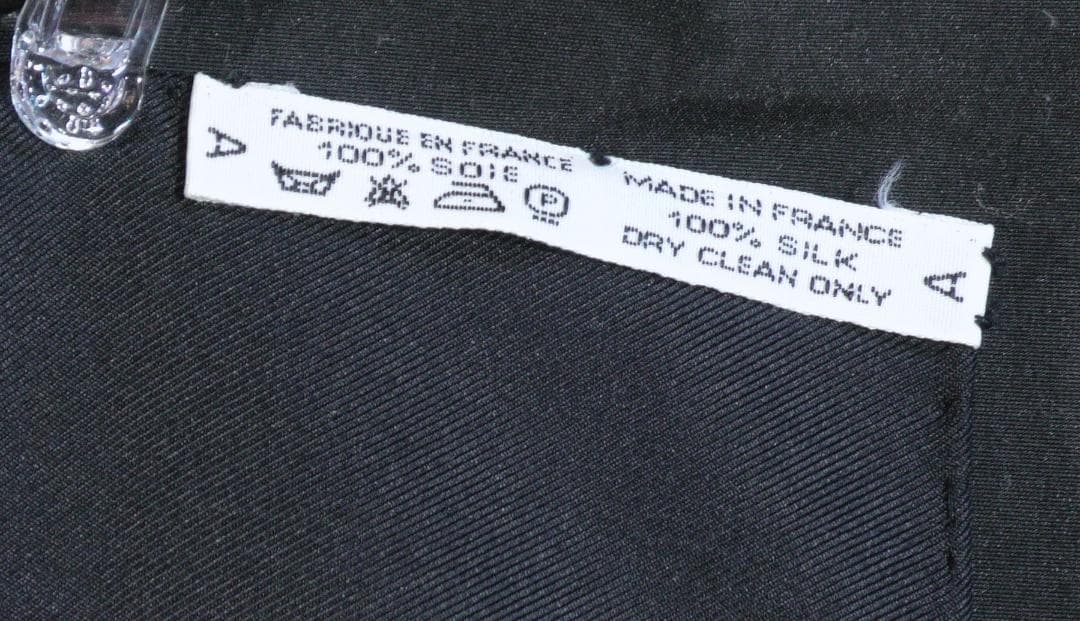 A
FABRIQUE EN FRANCE
100% SOIE
P
MADE IN FRANCE
100% SILK
DRY CLEAN ONLY
A